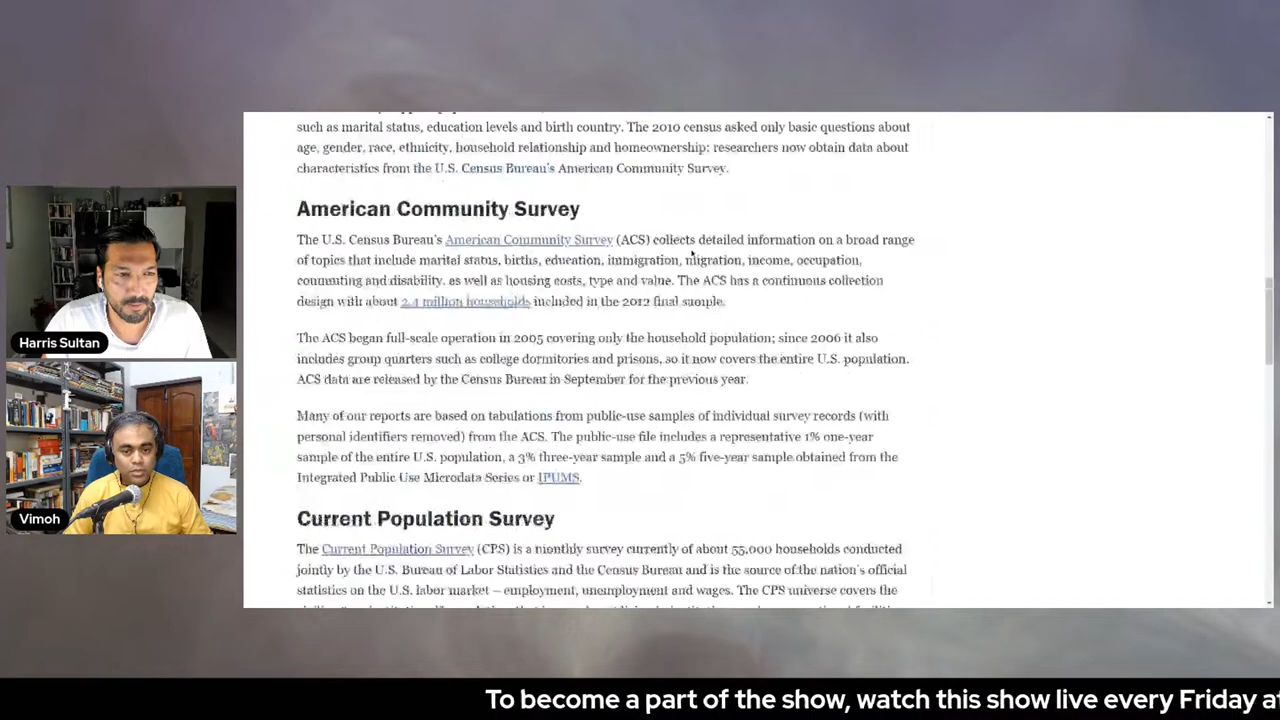 such as marital status, education levels and birth country. The 2010 census asked only basic questions about
age, gender, race, ethnicity, household relationship and homeownership: researchers now obtain data about
characteristics from the U.S. Census Bureau's American Community Survey.
American Community Survey
The U.S. Census Bureau's American Community Survey (ACS) collects detailed information on a broad range
of topics that include marital status, births, education, immigration, migration, income, occupation,
commuting and disability, as well as housing costs, type and value. The ACS has a continuous collection
design with about 2.4 million households included in the 2012 final sample.
The ACS began full-scale operation in 2005 covering only the household population; since 2006 it also
includes group quarters such as college dormitories and prisons, so it now covers the entire U.S. population.
ACS data are released by the Census Bureau in September for the previous year.
Many of our reports are based on tabulations from public-use samples of individual survey records (with
personal identifiers removed) from the ACS. The public-use file includes a representative 1% one-year
sample of the entire U.S. population, a 3% three-year sample and a 5% five-year sample obtained from the
Integrated Public Use Microdata Series or IPUMS.
Current Population Survey
The Current Population Survey (CPS) is a monthly survey currently of about 55,000 households conducted
jointly by the U.S. Bureau of Labor Statistics and the Census Bureau and is the source of the nation's official
statistics on the U.S. labor market – employment, unemployment and wages. The CPS universe covers the
Harris Sultan
Vimoh
To become a part of the show, watch this show live every Friday a